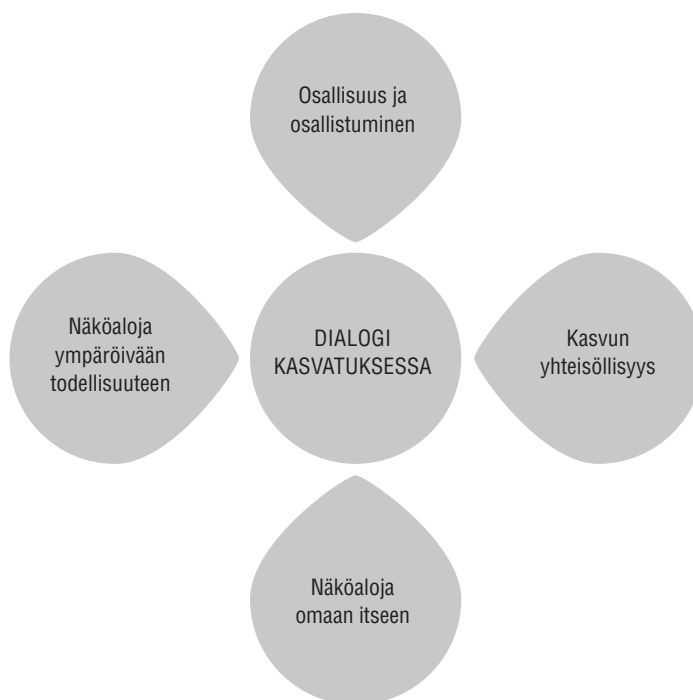 Osallisuus ja
osallistuminen
Näköaloja
ympäröivään
todellisuuteen
DIALOGI
KASVATUKSESSA
Kasvun
yhteisöllisyys
Näköaloja
omaan itseen